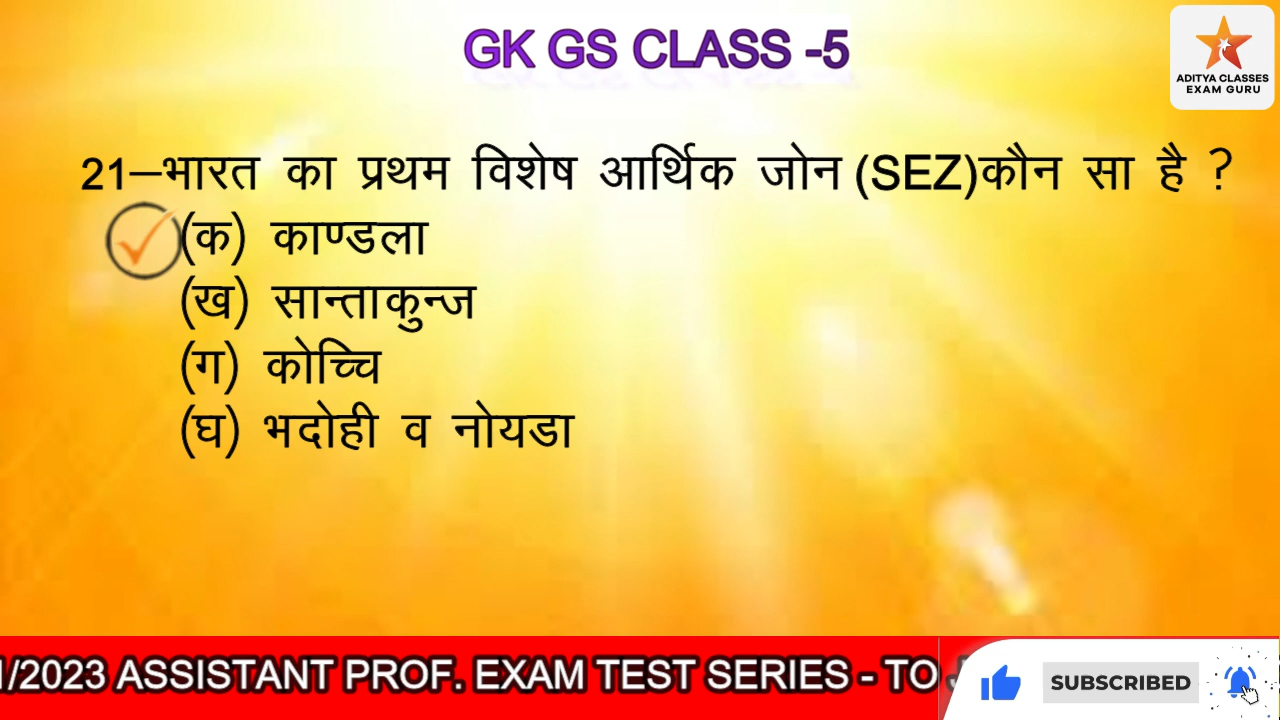 GK GS CLASS -5
ADITYA CLASSES
EXAM GURU
21–भारत का प्रथम विशेष आर्थिक जोन (SEZ)कौन सा है ?
(क) काण्डला
(ख) सान्ताकुन्ज
(ग) कोच्चि
(घ) भदोही व नोयडा
/2023 ASSISTANT PROF. EXAM TEST SERIES - TO
SUBSCRIBED